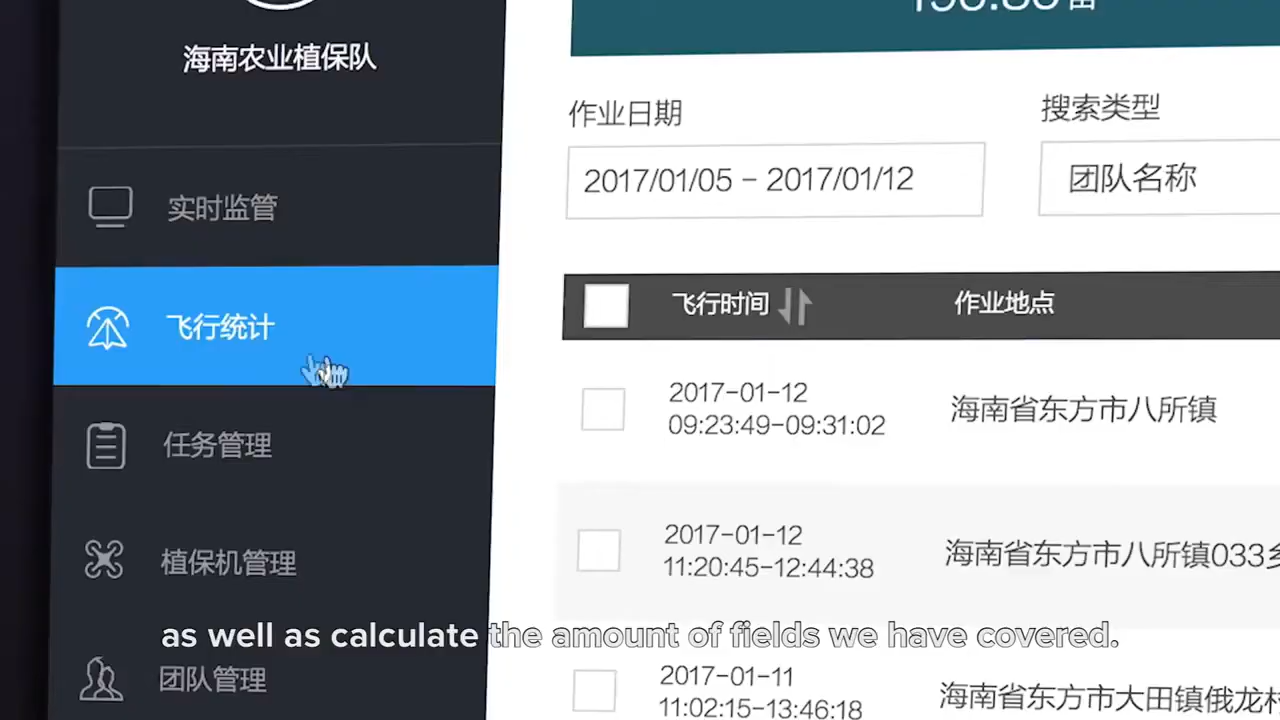 海南农业植保队
实时监管
飞行统计
任务管理
植保机管理
团队管理
作业日期
搜索类型
2017/01/05 - 2017/01/12
团队名称
飞行时间
作业地点
2017-01-12
09:23:49-09:31:02
海南省东方市八所镇
2017-01-12
11:20:45-12:44:38
海南省东方市八所镇033乡
2017-01-11
11:02:15-13:46:18
海南省东方市大田镇俄龙村
as well as calculate the amount of fields we have covered.